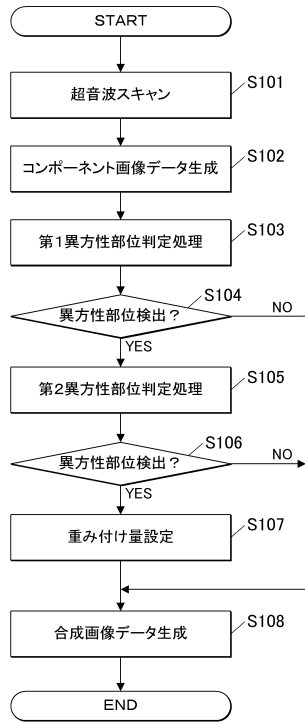 START
超音波スキャン
S101
コンポーネント画像データ生成
S102
第1異方性部位判定処理
S103
異方性部位検出？
S104
NO
YES
第2異方性部位判定処理
S105
異方性部位検出？
S106
NO
YES
重み付け量設定
S107
合成画像データ生成
S108
END